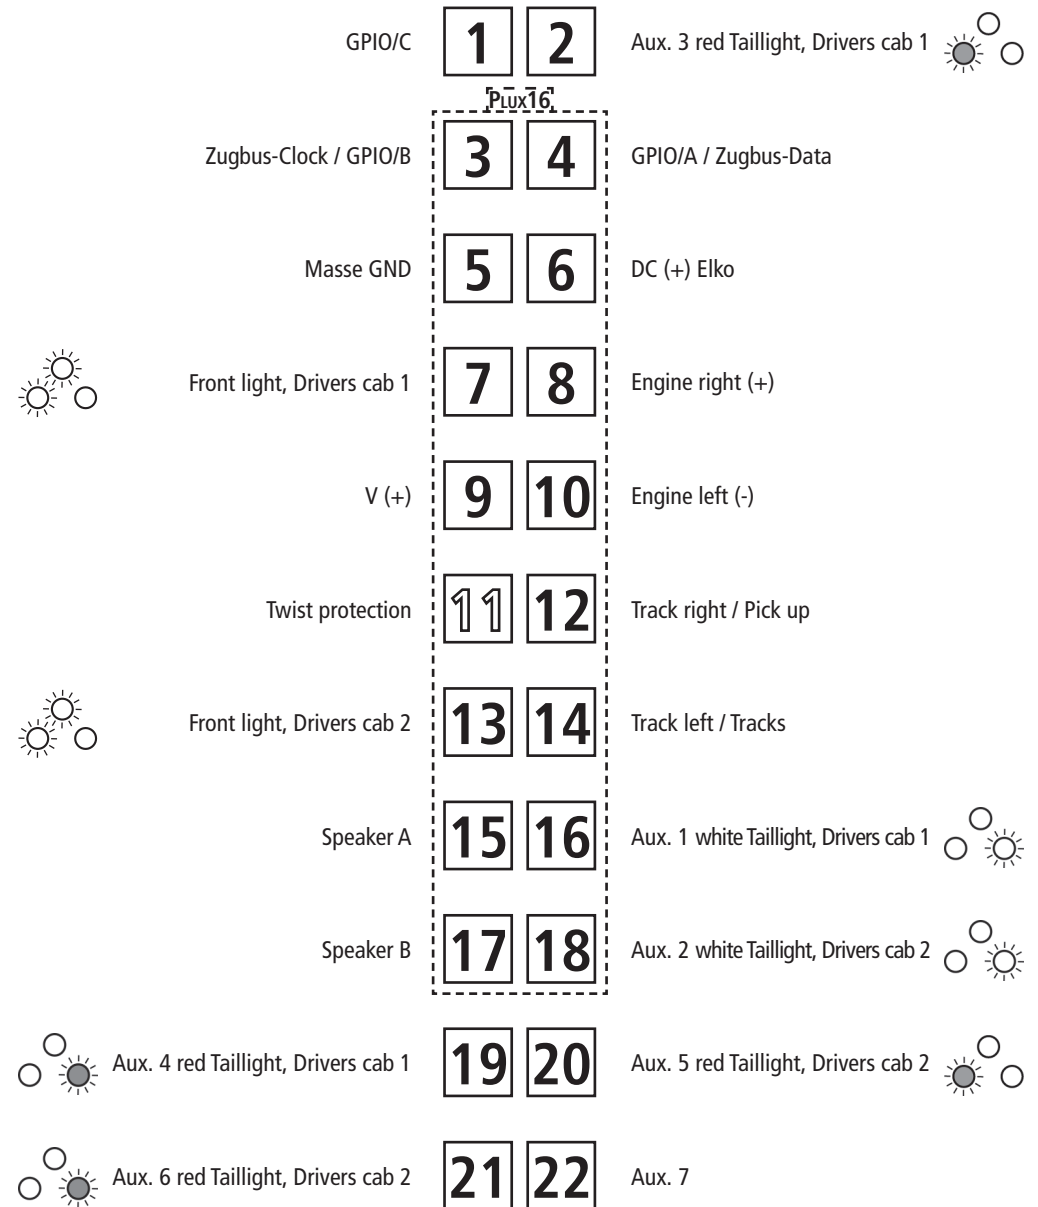 GPIO/C 1 2 Aux. 3 red Taillight, Drivers cab 1
PLUX16
Zugbus-Clock / GPIO/B 3 4 GPIO/A / Zugbus-Data
Masse GND 5 6 DC (+) Elko
Front light, Drivers cab 1 7 8 Engine right (+)
V (+) 9 10 Engine left (-)
Twist protection 11 12 Track right / Pick up
Front light, Drivers cab 2 13 14 Track left / Tracks
Speaker A 15 16 Aux. 1 white Taillight, Drivers cab 1
Speaker B 17 18 Aux. 2 white Taillight, Drivers cab 2
Aux. 4 red Taillight, Drivers cab 1 19 20 Aux. 5 red Taillight, Drivers cab 2
Aux. 6 red Taillight, Drivers cab 2 21 22 Aux. 7